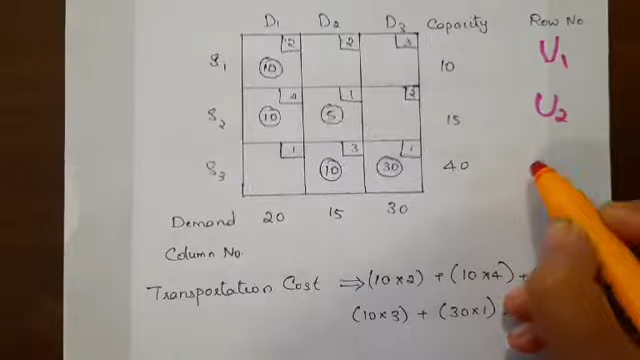 D1 D2 D3 Capacity Row No
2 2 3
S1 10 10 U1
4 1 2
S2 10 5 15 U2
1 3 1
S3 10 30 40
Demand 20 15 30
Column No.
Transportation Cost ⇒ (10×2) + (10×4) +
(10×3) + (30×1)